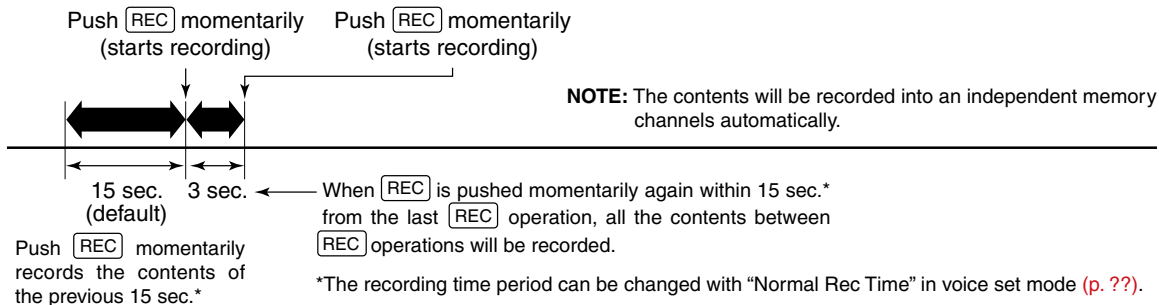 Push REC momentarily
(starts recording)
Push REC momentarily
(starts recording)
NOTE: The contents will be recorded into an independent memory
channels automatically.
15 sec.
(default)
3 sec.
Push REC momentarily
records the contents of
the previous 15 sec.*
When REC is pushed momentarily again within 15 sec.*
from the last REC operation, all the contents between
REC operations will be recorded.
*The recording time period can be changed with “Normal Rec Time” in voice set mode (p. ??).